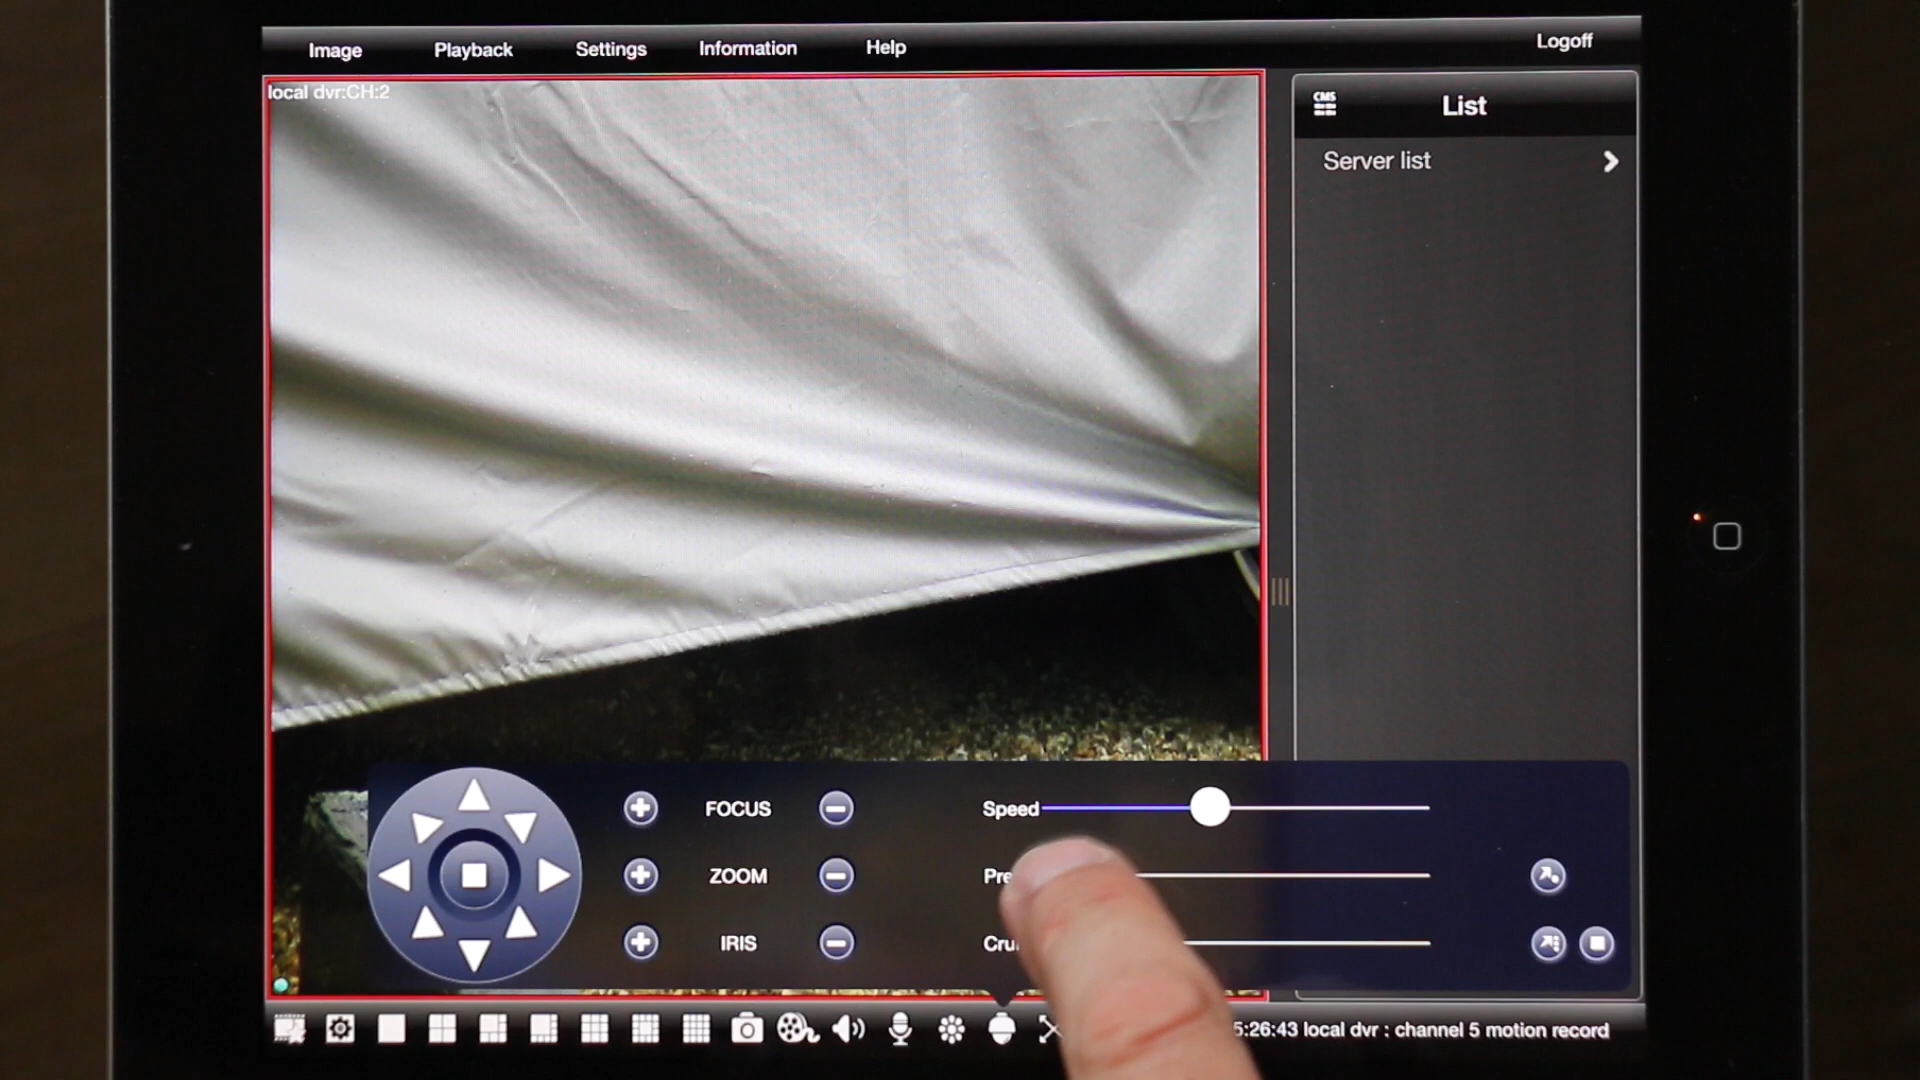 Image Playback Settings Information Help Logoff
local dvr:CH:2
CMS List
Server list
FOCUS Speed
ZOOM
IRIS
5:26:43 local dvr : channel 5 motion record